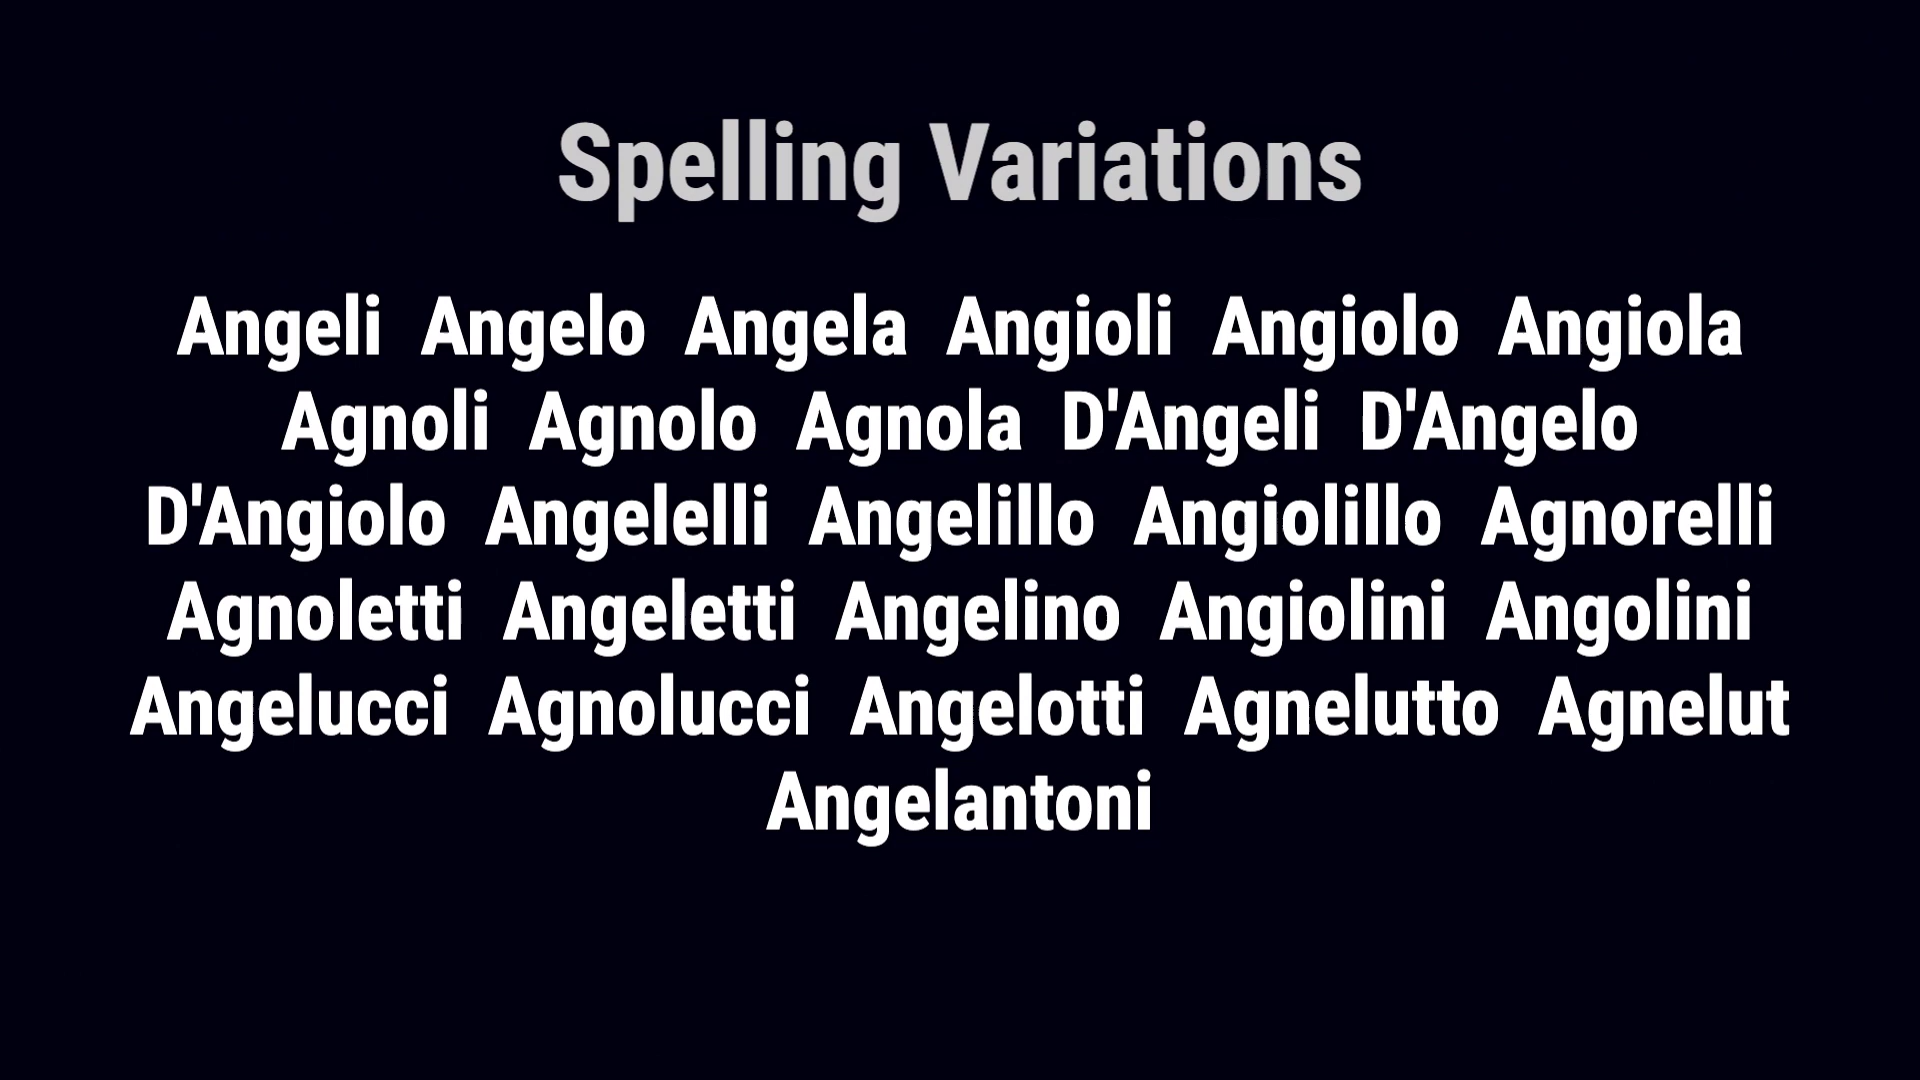 Spelling Variations
Angeli Angelo Angela Angioli Angiolo Angiola
Agnoli Agnolo Agnola D'Angeli D'Angelo
D'Angiolo Angelelli Angelillo Angiolillo Agnorelli
Agnoletti Angeletti Angelino Angiolini Angolini
Angelucci Agnolucci Angelotti Agnelutto Agnelut
Angelantoni